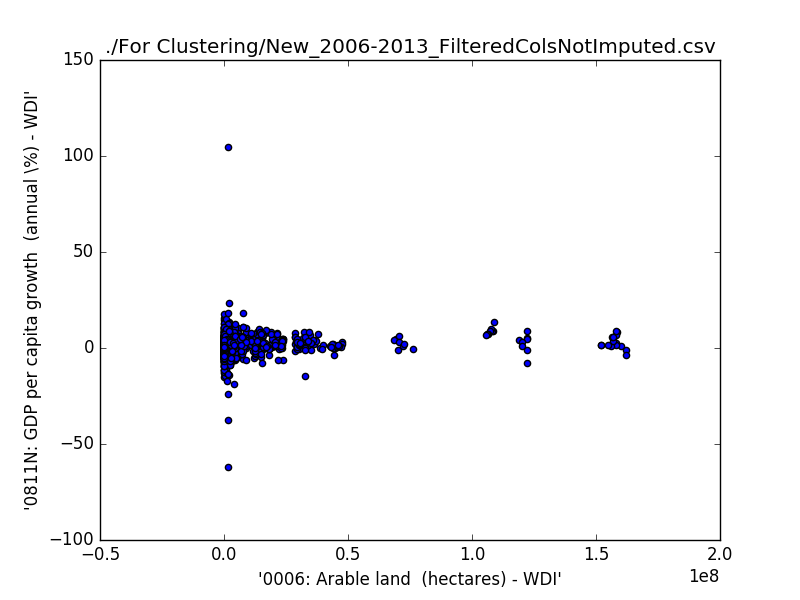 ./For Clustering/New_2006-2013_FilteredColsNotImputed.csv
150
100
50
0
−50
−100
'0811N: GDP per capita growth  (annual \%) - WDI'
−0.5 0.0 0.5 1.0 1.5 2.0
1e8
'0006: Arable land  (hectares) - WDI'